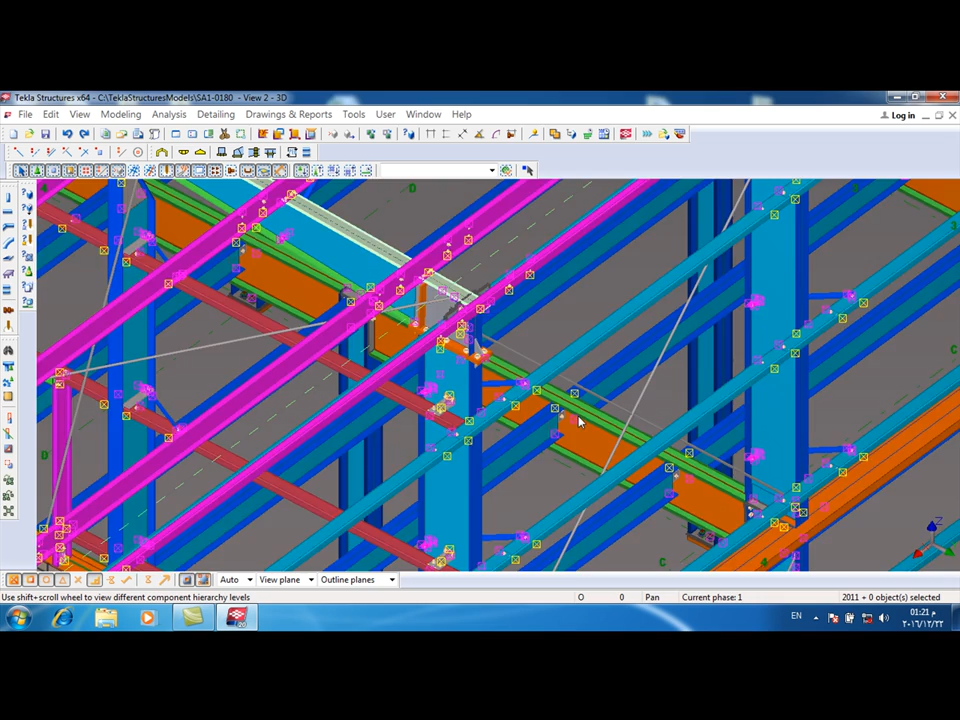 Tekla Structures x64 - C:\TeklaStructuresModels\SA1-0180 - View 2 - 3D
File Edit View Modeling Analysis Detailing Drawings & Reports Tools User Window Help Log in
D
D
C
3
C
4
Z
Auto View plane Outline planes
Use shift+scroll wheel to view different component hierarchy levels O 0 Pan Current phase: 1 2011 + 0 object(s) selected
EN 01:21 م
٢٠١٦/١٢/٢٢